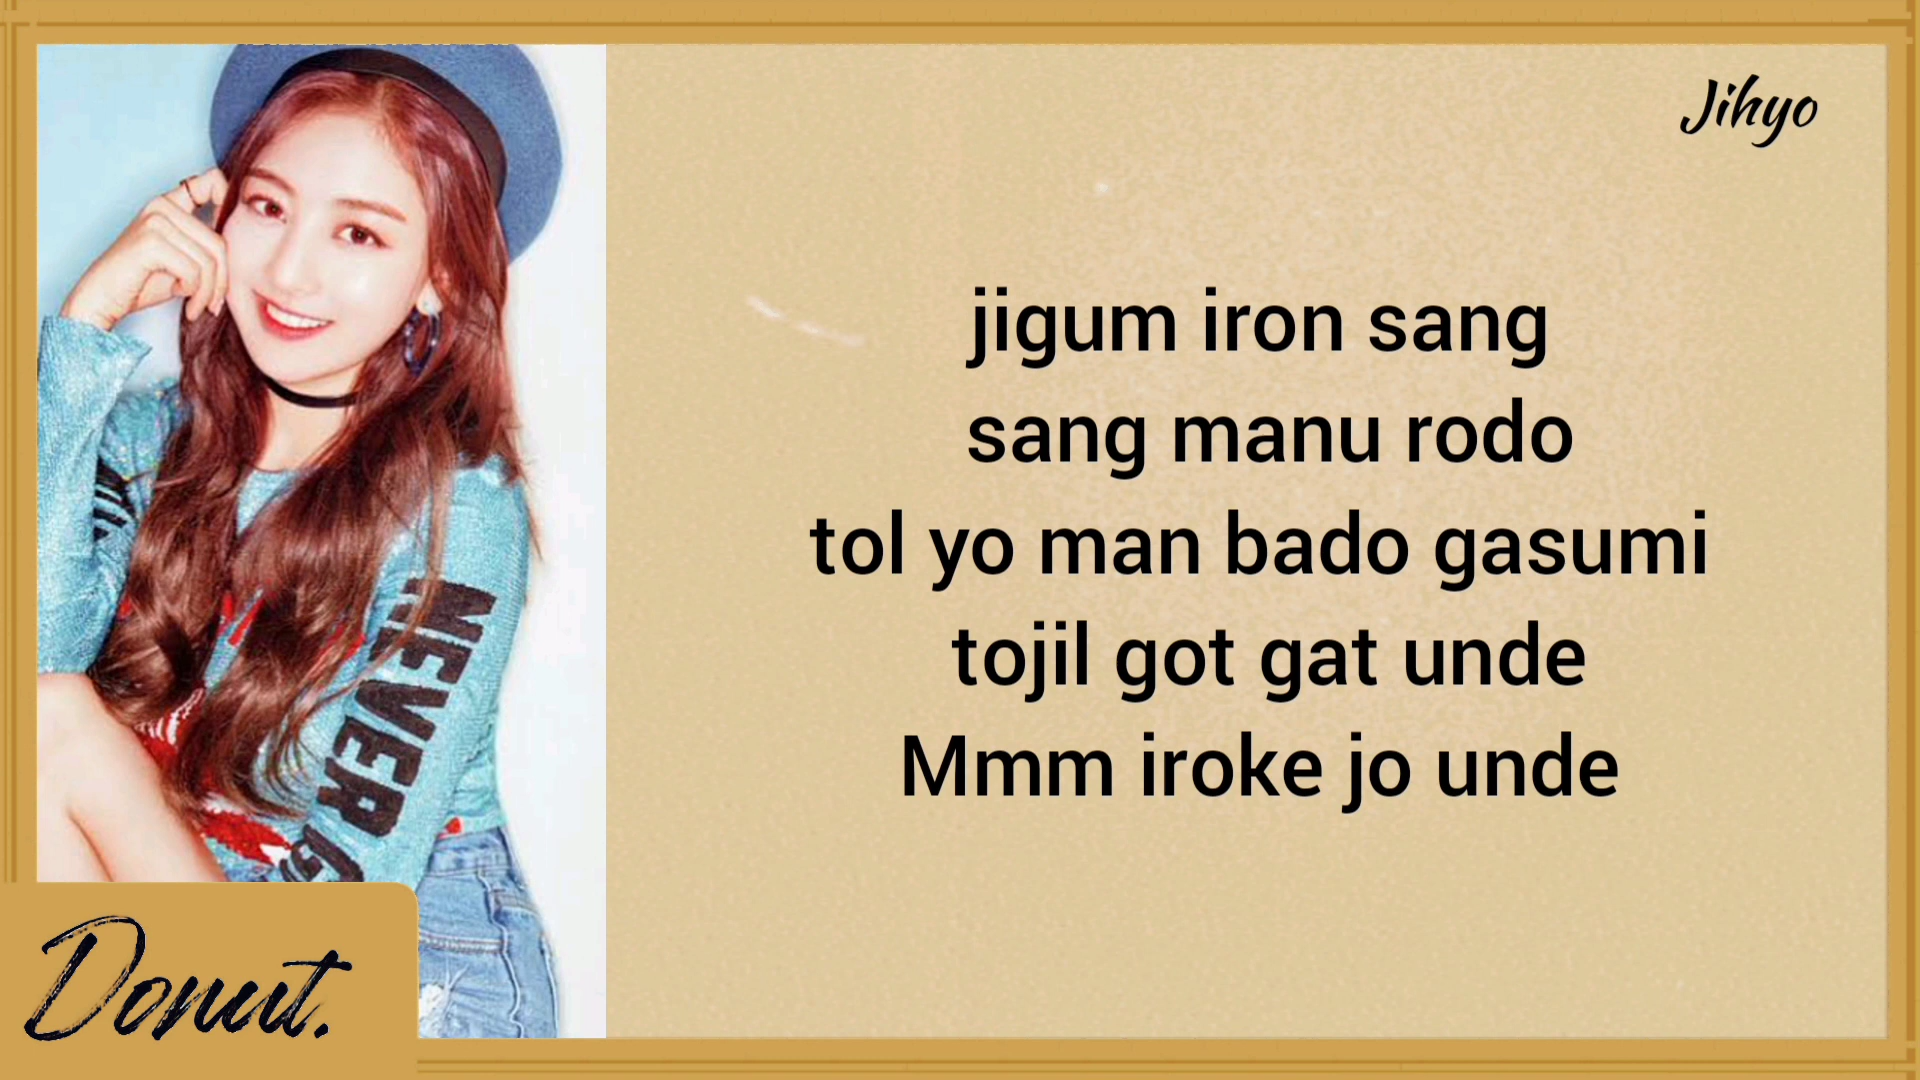 Jihyo
jigum iron sang
sang manu rodo
tol yo man bado gasumi
tojil got gat unde
Mmm iroke jo unde
NEVER
Donut.